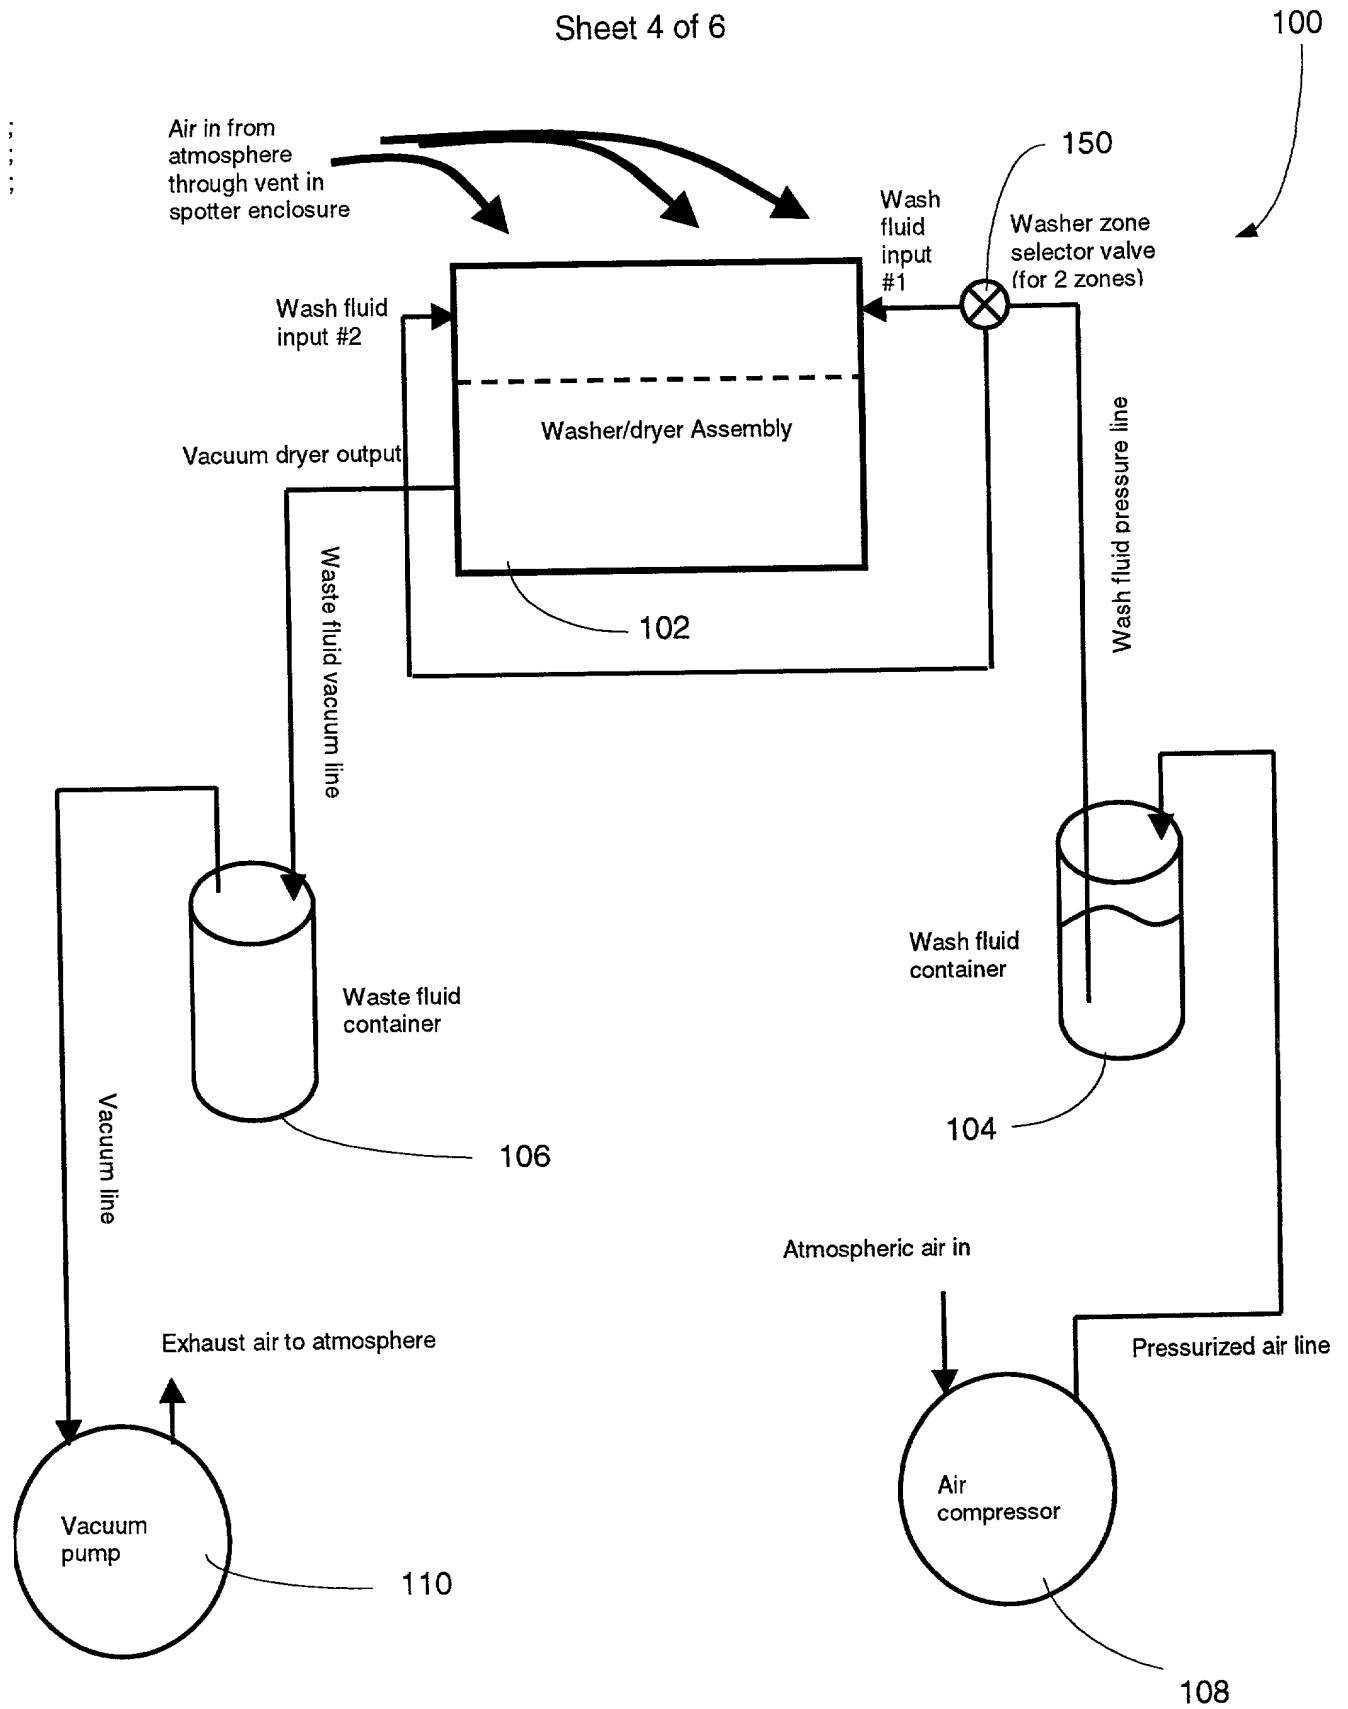 Sheet 4 of 6
100
;
;
;
Air in from
atmosphere
through vent in
spotter enclosure
150
Wash
fluid
input
#1
Washer zone
selector valve
(for 2 zones)
Wash fluid
input #2
Washer/dryer Assembly
Vacuum dryer output
Wash fluid pressure line
Waste fluid vacuum line
102
Wash fluid
container
Waste fluid
container
104
106
Vacuum line
Atmospheric air in
Exhaust air to atmosphere
Pressurized air line
Air
compressor
Vacuum
pump
110
108